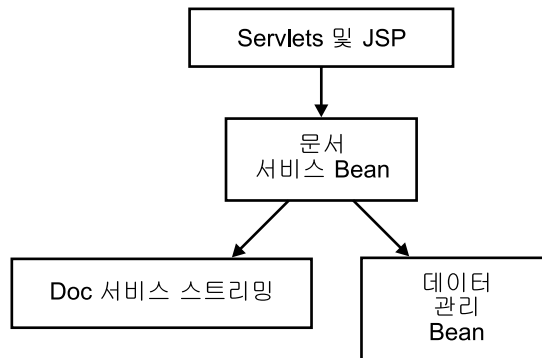 Servlets 및 JSP
문서
서비스 Bean
Doc 서비스 스트리밍
데이터
관리
Bean